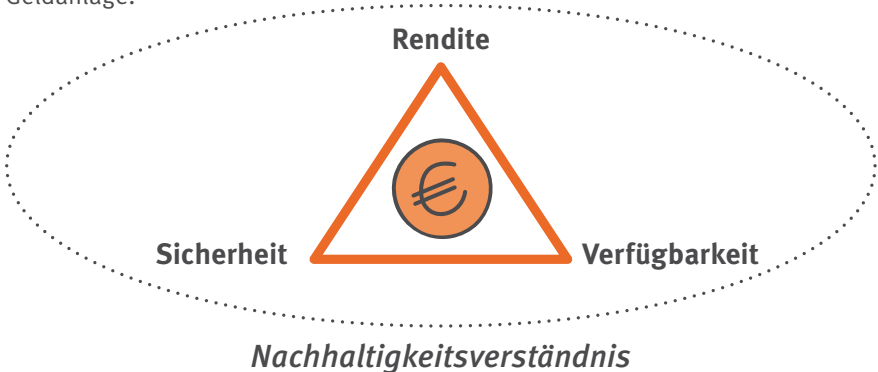 Geldanlage.
Rendite
€
Sicherheit
Verfügbarkeit
Nachhaltigkeitsverständnis